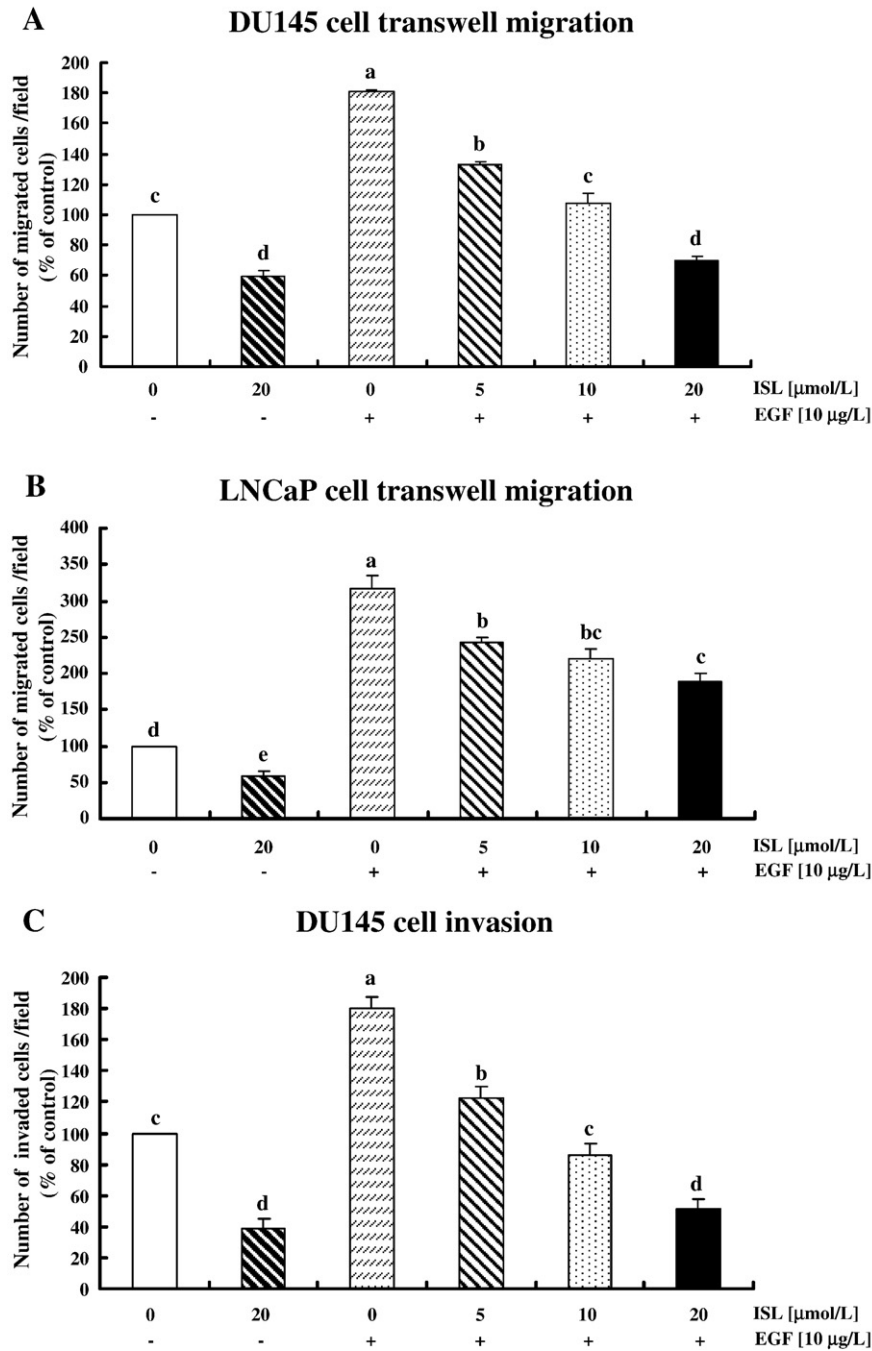 A
DU145 cell transwell migration
Number of migrated cells /field
(% of control)
200
180
160
140
120
100
80
60
40
20
0
c
d
a
b
c
d
0 20 0 5 10 20 ISL [μmol/L]
- - + + + + EGF [10 μg/L]
B
LNCaP cell transwell migration
Number of migrated cells /field
(% of control)
400
350
300
250
200
150
100
50
0
d
e
a
b
bc
c
0 20 0 5 10 20 ISL [μmol/L]
- - + + + + EGF [10 μg/L]
C
DU145 cell invasion
Number of invaded cells /field
(% of control)
200
180
160
140
120
100
80
60
40
20
0
c
d
a
b
c
d
0 20 0 5 10 20 ISL [μmol/L]
- - + + + + EGF [10 μg/L]